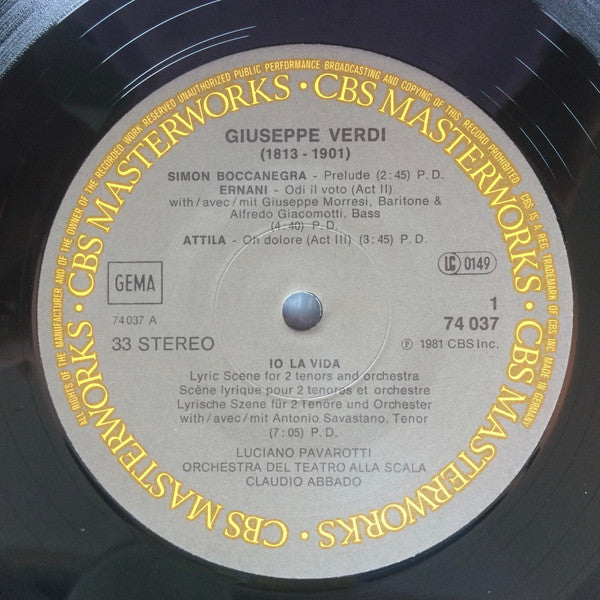 ALL RIGHTS OF THE MANUFACTURER AND OF THE OWNER OF THE RECORDED WORK RESERVED UNAUTHORIZED PUBLIC PERFORMANCE BROADCASTING AND COPYING OF THIS RECORD PROHIBITED. CBS IS A REG. TRADEMARK OF CBS INC MADE IN GERMANY
CBS MASTERWORKS · CBS MASTERWORKS · CBS MASTERWORKS · CBS MASTERWORKS · CBS MASTERWORKS ·
GIUSEPPE VERDI
(1813 - 1901)
SIMON BOCCANEGRA - Prelude (2:45) P.D.
ERNANI - Odi il voto (Act II)
with/avec/mit Giuseppe Morresi, Baritone &
Alfredo Giacomotti, Bass
(4:40) P.D.
ATTILA - Oh dolore (Act III) (3:45) P.D.
GEMA
LC 0149
74 037 A
1
33 STEREO
74 037
℗ 1981 CBS Inc.
IO LA VIDA
Lyric Scene for 2 tenors and orchestra
Scène lyrique pour 2 tenores et orchestre
Lyrische Szene für 2 Tenöre und Orchester
with/avec/mit Antonio Savastano, Tenor
(7:05) P.D.
LUCIANO PAVAROTTI
ORCHESTRA DEL TEATRO ALLA SCALA
CLAUDIO ABBADO